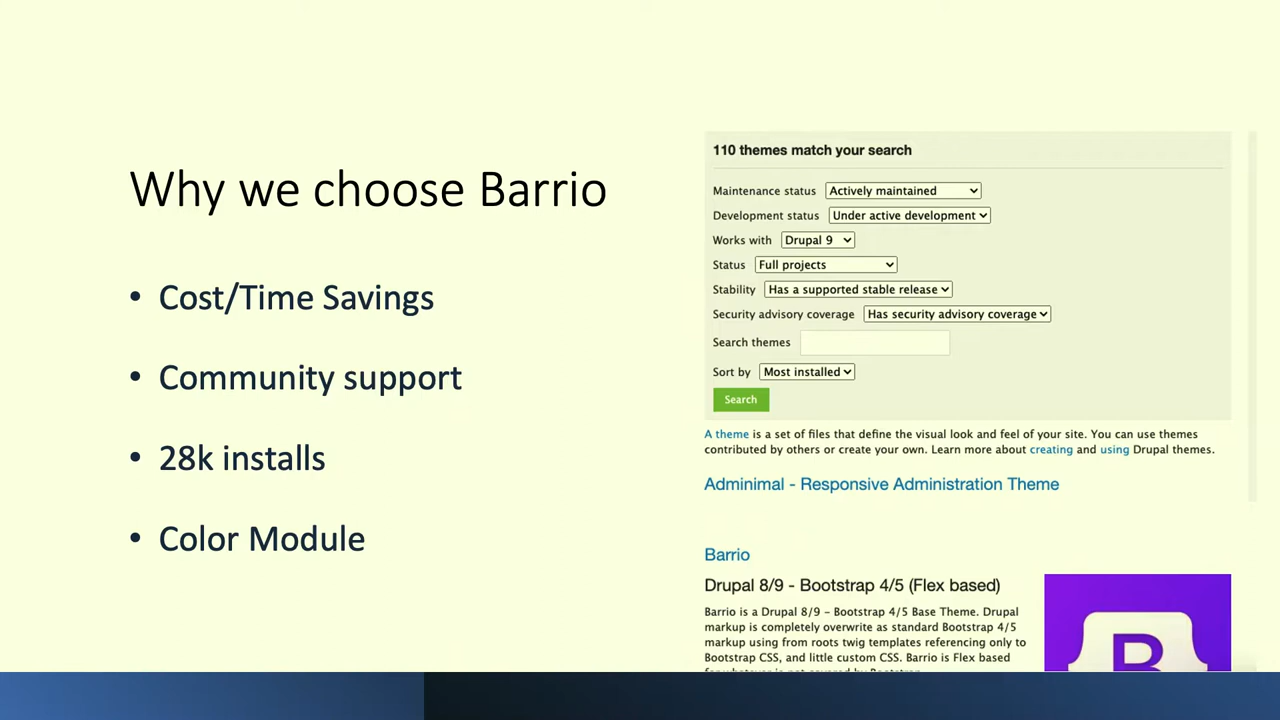 Why we choose Barrio
• Cost/Time Savings
• Community support
• 28k installs
• Color Module
110 themes match your search
Maintenance status Actively maintained
Development status Under active development
Works with Drupal 9
Status Full projects
Stability Has a supported stable release
Security advisory coverage Has security advisory coverage
Search themes
Sort by Most installed
Search
A theme is a set of files that define the visual look and feel of your site. You can use themes
contributed by others or create your own. Learn more about creating and using Drupal themes.
Adminimal - Responsive Administration Theme
Barrio
Drupal 8/9 - Bootstrap 4/5 (Flex based)
Barrio is a Drupal 8/9 - Bootstrap 4/5 Base Theme. Drupal
markup is completely overwrite as standard Bootstrap 4/5
markup using from roots twig templates referencing only to
Bootstrap CSS, and little custom CSS. Barrio is Flex based
B